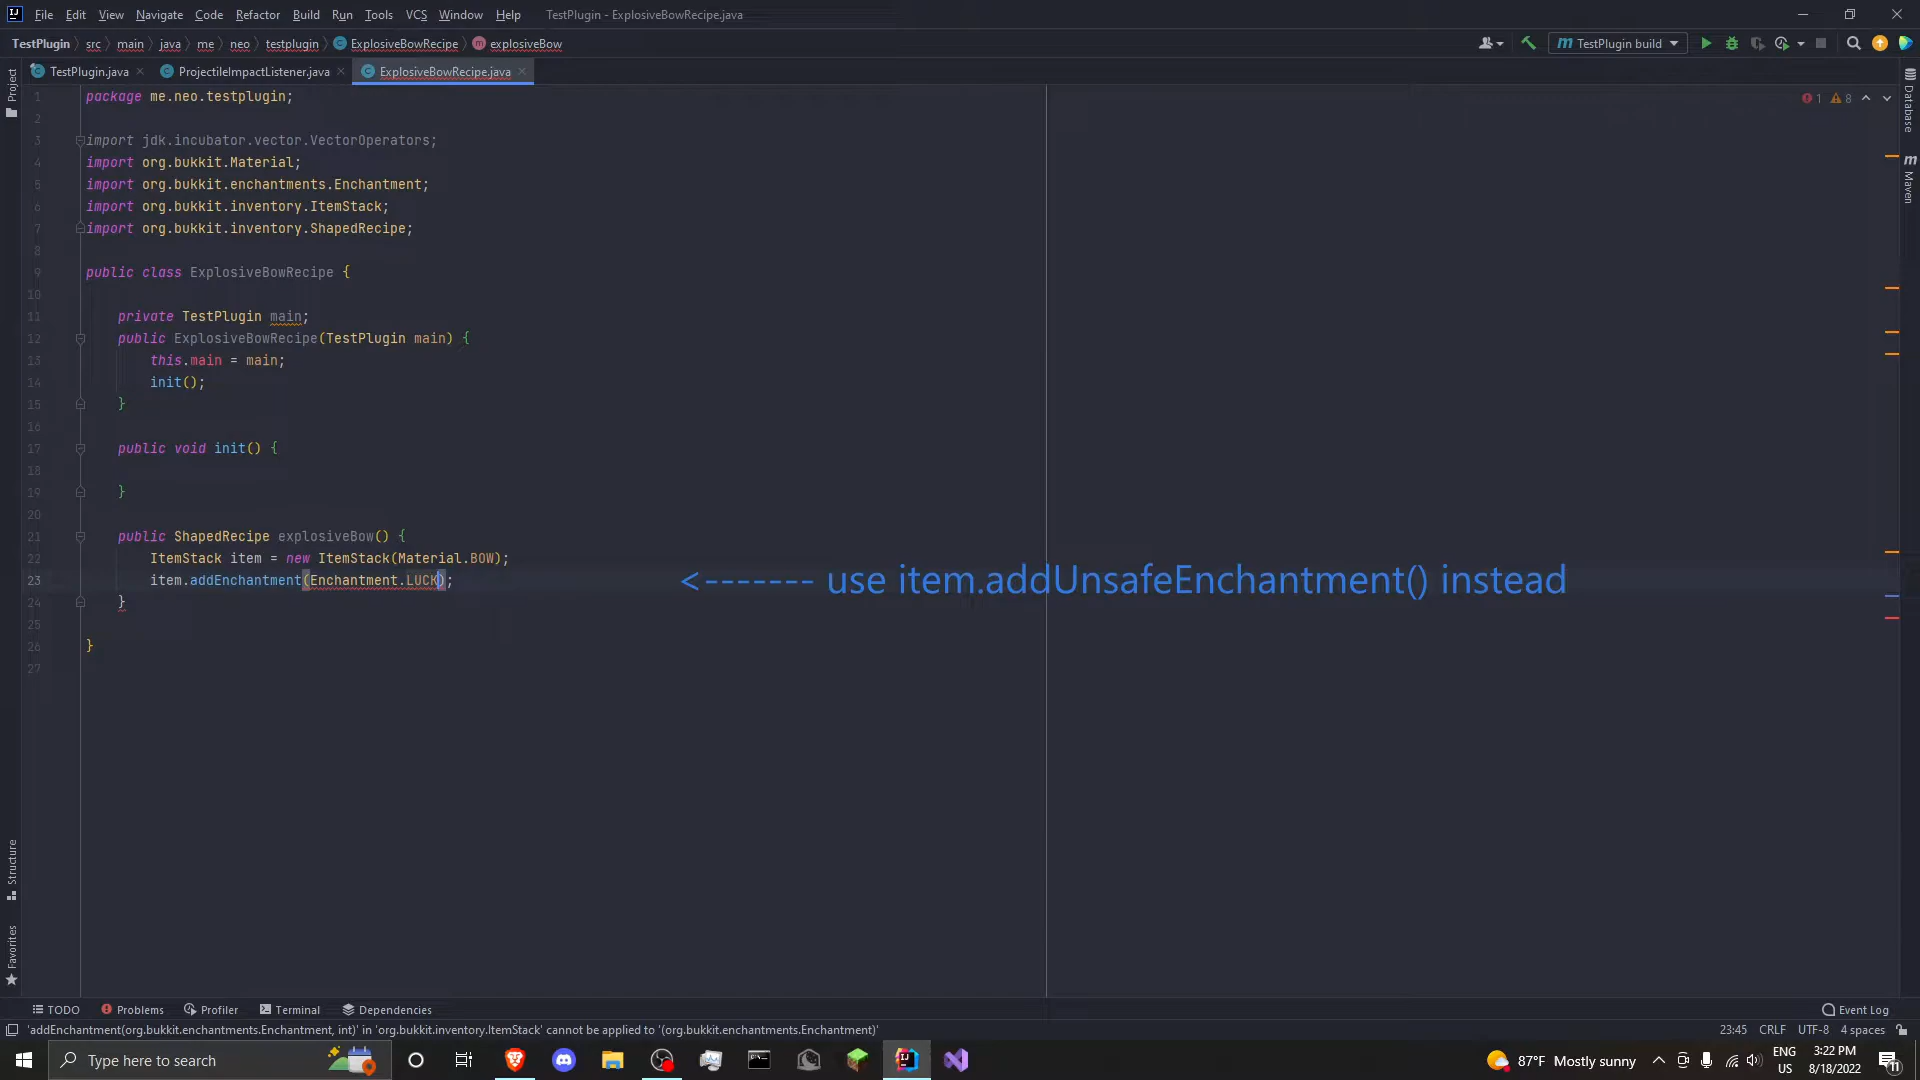 File Edit View Navigate Code Refactor Build Run Tools VCS Window Help TestPlugin - ExplosiveBowRecipe.java
TestPlugin src main java me neo testplugin ExplosiveBowRecipe explosiveBow TestPlugin build
TestPlugin.java ProjectileImpactListener.java ExplosiveBowRecipe.java
Project
Database
Maven
Structure
Favorites
1 8
1 package me.neo.testplugin;
2
3 import jdk.incubator.vector.VectorOperators;
4 import org.bukkit.Material;
5 import org.bukkit.enchantments.Enchantment;
6 import org.bukkit.inventory.ItemStack;
7 import org.bukkit.inventory.ShapedRecipe;
8
9 public class ExplosiveBowRecipe {
10
11 private TestPlugin main;
12 public ExplosiveBowRecipe(TestPlugin main) {
13 this.main = main;
14 init();
15 }
16
17 public void init() {
18
19 }
20
21 public ShapedRecipe explosiveBow() {
22 ItemStack item = new ItemStack(Material.BOW);
23 item.addEnchantment(Enchantment.LUCK); <------- use item.addUnsafeEnchantment() instead
24 }
25
26 }
27
TODO Problems Profiler Terminal Dependencies Event Log
'addEnchantment(org.bukkit.enchantments.Enchantment, int)' in 'org.bukkit.inventory.ItemStack' cannot be applied to '(org.bukkit.enchantments.Enchantment)' 23:45 CRLF UTF-8 4 spaces
Type here to search 87°F Mostly sunny ENG US 3:22 PM 8/18/2022 11